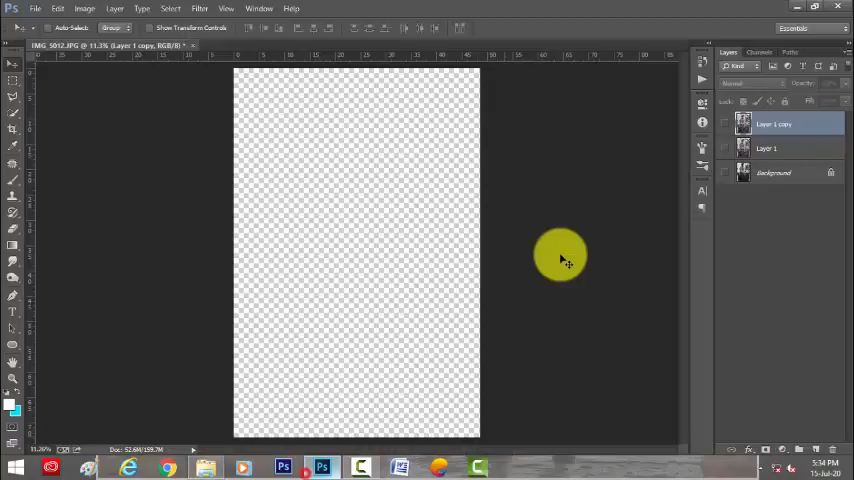 Ps File Edit Image Layer Type Select Filter View Window Help
Auto-Select: Group Show Transform Controls Essentials
IMG_5012.JPG @ 11.3% (Layer 1 copy, RGB/8) *
Layers Channels Paths
Kind
Normal Opacity:
Lock: Fill:
Layer 1 copy
Layer 1
Background
11.26% Doc: 52.6M/159.7M
5:34 PM
15-Jul-20